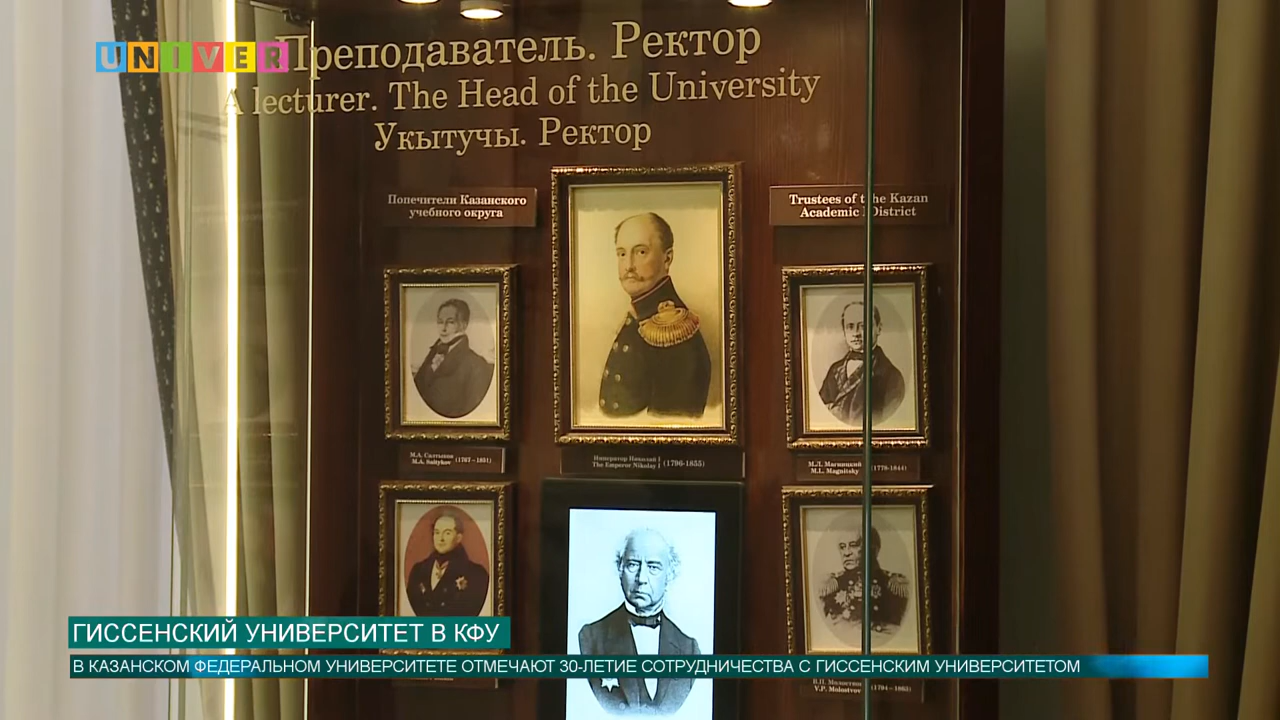 UNIVER
Преподаватель. Ректор
A lecturer. The Head of the University
Укытучы. Ректор
Попечители Казанского
учебного округа
Trustees of the Kazan
Academic District
М.А. Салтыков
M.A. Saltykov (1767-1851)
Император Николай I
The Emperor Nikolay I (1796-1855)
М.Л. Магницкий
M.L. Magnitsky (1778-1844)
V.P. Molostvov (1794-1863)
ГИССЕНСКИЙ УНИВЕРСИТЕТ В КФУ
В КАЗАНСКОМ ФЕДЕРАЛЬНОМ УНИВЕРСИТЕТЕ ОТМЕЧАЮТ 30-ЛЕТИЕ СОТРУДНИЧЕСТВА С ГИССЕНСКИМ УНИВЕРСИТЕТОМ